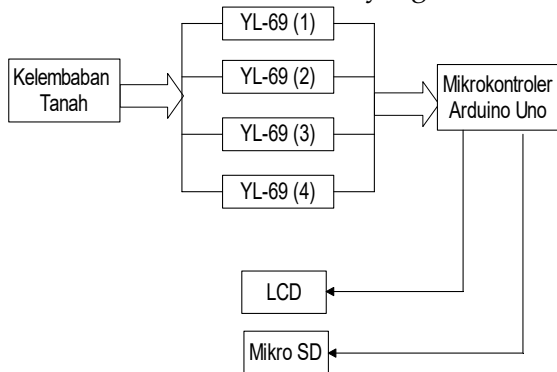 YL-69 (1)
YL-69 (2)
YL-69 (3)
YL-69 (4)
Kelembaban
Tanah
Mikrokontroler
Arduino Uno
LCD
Mikro SD